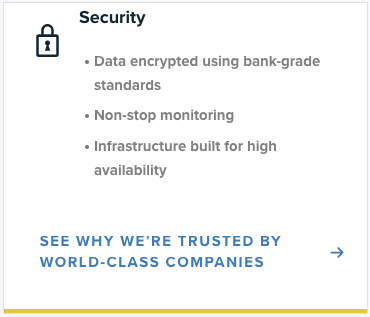 Security
• Data encrypted using bank-grade
standards
• Non-stop monitoring
• Infrastructure built for high
availability
SEE WHY WE'RE TRUSTED BY
WORLD-CLASS COMPANIES →